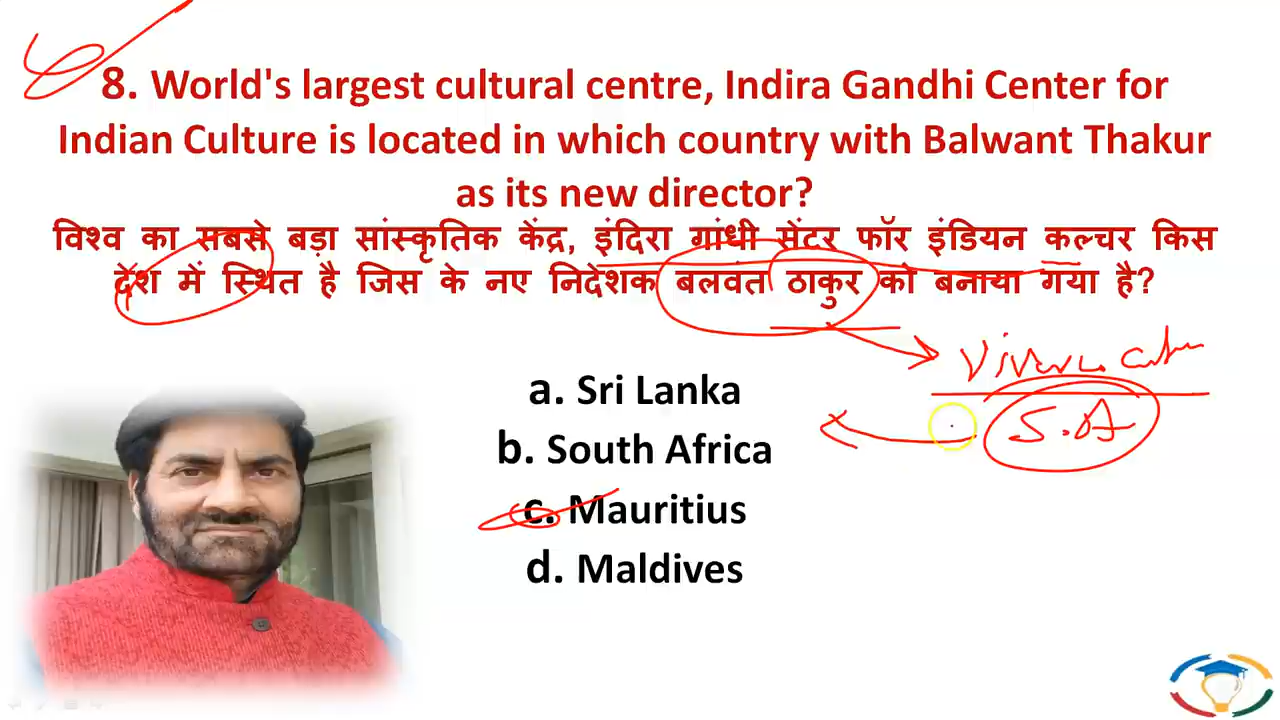 8. World's largest cultural centre, Indira Gandhi Center for
Indian Culture is located in which country with Balwant Thakur
as its new director?
विश्व का सबसे बड़ा सांस्कृतिक केंद्र, इंदिरा गांधी सेंटर फॉर इंडियन कल्चर किस
देश में स्थित है जिस के नए निदेशक बलवंत ठाकुर को बनाया गया है?
a. Sri Lanka
S.A
b. South Africa
c. Mauritius
d. Maldives